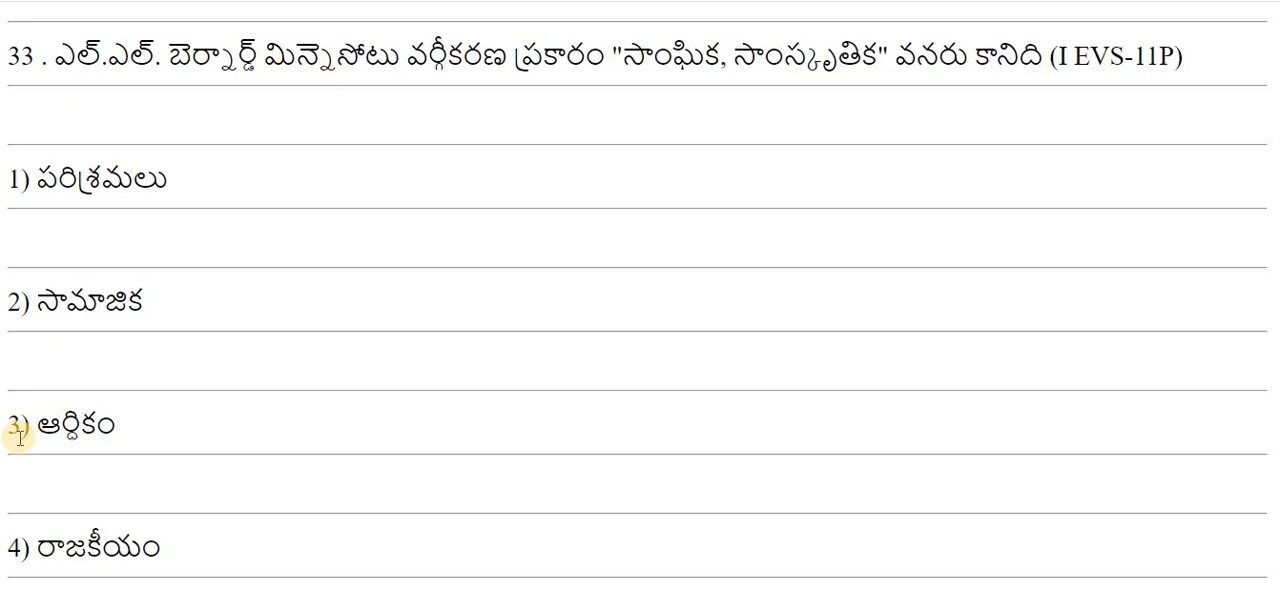 33 . ఎల్.ఎల్. బెర్నార్డ్ మిన్నెసోటు వర్గీకరణ ప్రకారం "సాంఘిక, సాంస్కృతిక" వనరు కానిది (I EVS-11P)
1) పరిశ్రమలు
2) సామాజిక
3) ఆర్ధికం
4) రాజకీయం